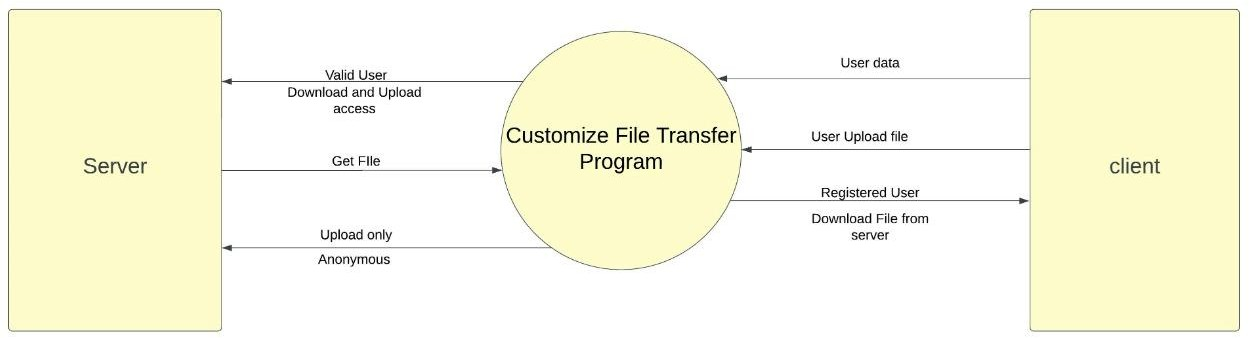 Valid User
Download and Upload
access
User data
Customize File Transfer
Program
User Upload file
Server
Get FIle
client
Registered User
Download File from
server
Upload only
Anonymous